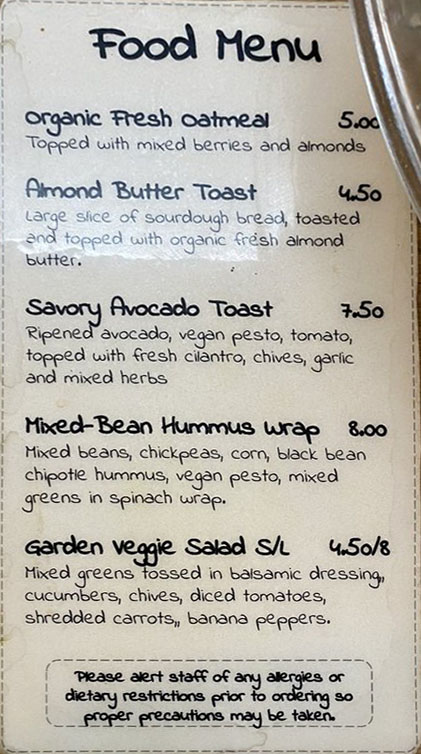 Food Menu
Organic Fresh Oatmeal 5.00
Topped with mixed berries and almonds
Almond Butter Toast 4.50
Large slice of sourdough bread, toasted
and topped with organic fresh almond
butter.
Savory Avocado Toast 7.50
Ripened avocado, vegan pesto, tomato,
topped with fresh cilantro, chives, garlic
and mixed herbs
Mixed-Bean Hummus Wrap 8.00
Mixed beans, chickpeas, corn, black bean
chipotle hummus, vegan pesto, mixed
greens in spinach wrap.
Garden Veggie Salad S/L 4.50/8
Mixed greens tossed in balsamic dressing,,
cucumbers, chives, diced tomatoes,
shredded carrots,, banana peppers.
Please alert staff of any allergies or
dietary restrictions prior to ordering so
proper precautions may be taken.